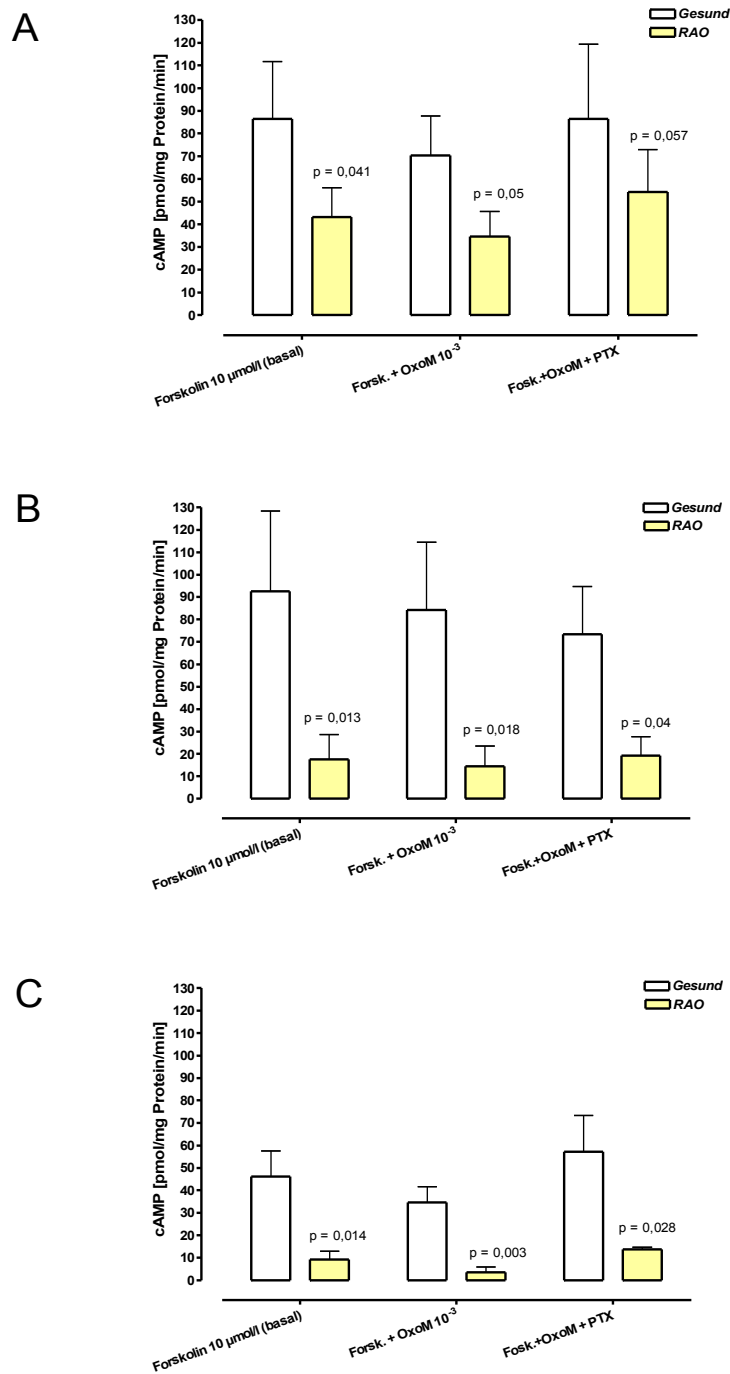 A
Gesund
RAO
cAMP [pmol/mg Protein/min]
130
120
110
100
90
80
70
60
50
40
30
20
10
0
p = 0,041
p = 0,05
p = 0,057
Forskolin 10 µmol/l (basal)
Forsk. + OxoM 10⁻³
Fosk.+OxoM + PTX
B
Gesund
RAO
cAMP [pmol/mg Protein/min]
130
120
110
100
90
80
70
60
50
40
30
20
10
0
p = 0,013
p = 0,018
p = 0,04
Forskolin 10 µmol/l (basal)
Forsk. + OxoM 10⁻³
Fosk.+OxoM + PTX
C
Gesund
RAO
cAMP [pmol/mg Protein/min]
130
120
110
100
90
80
70
60
50
40
30
20
10
0
p = 0,014
p = 0,003
p = 0,028
Forskolin 10 µmol/l (basal)
Forsk. + OxoM 10⁻³
Fosk.+OxoM + PTX